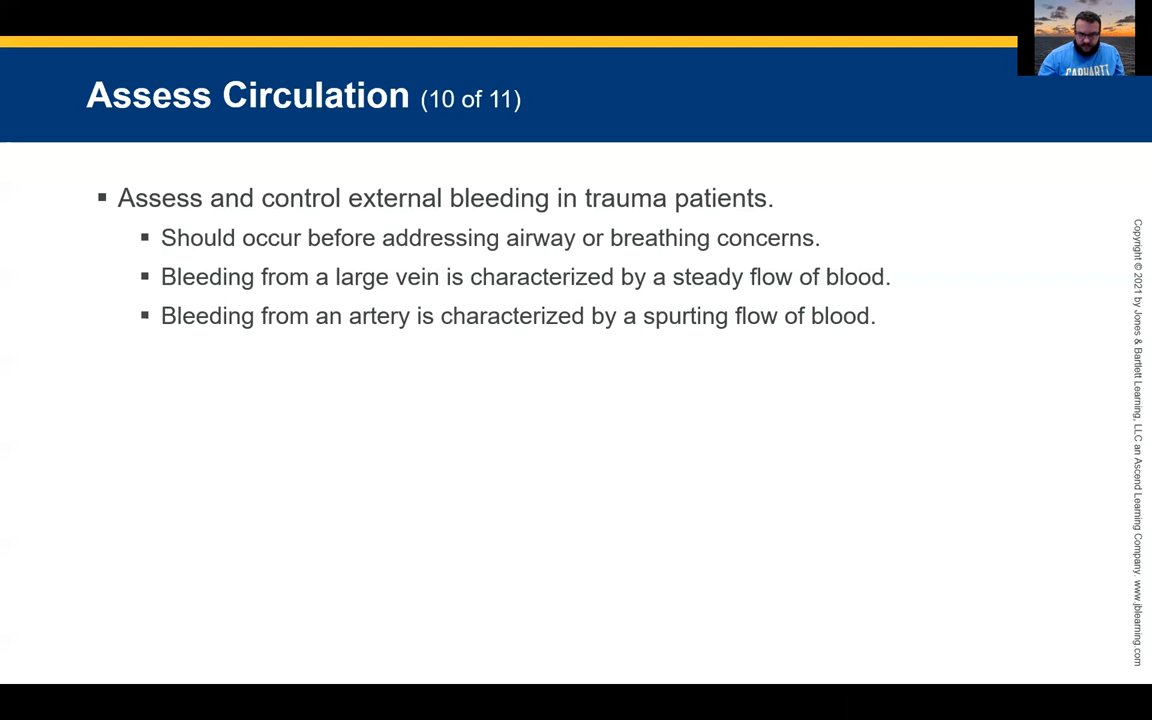 Assess Circulation (10 of 11)
▪ Assess and control external bleeding in trauma patients.
▪ Should occur before addressing airway or breathing concerns.
▪ Bleeding from a large vein is characterized by a steady flow of blood.
▪ Bleeding from an artery is characterized by a spurting flow of blood.
Copyright © 2021 by Jones & Bartlett Learning, LLC an Ascend Learning Company. www.jblearning.com
CARHARTT